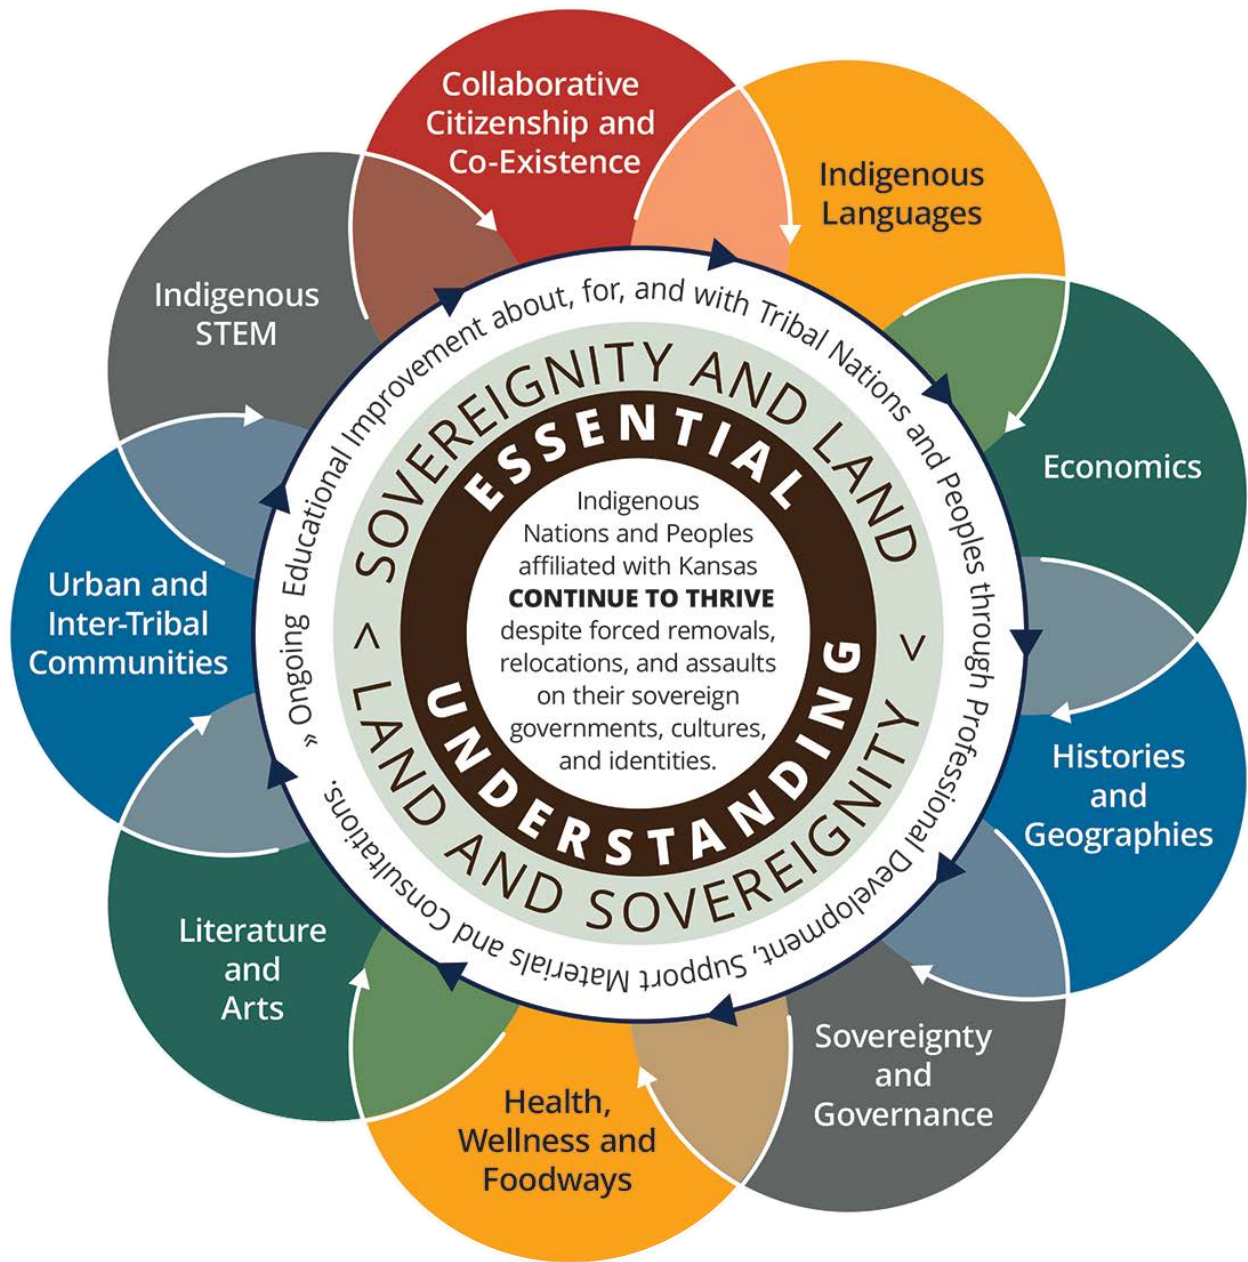 Collaborative
Citizenship and
Co-Existence
Indigenous
Languages
Economics
Histories
and
Geographies
Sovereignty
and
Governance
Health,
Wellness and
Foodways
Literature
and
Arts
Urban and
Inter-Tribal
Communities
Indigenous
STEM
« Ongoing Educational Improvement about, for, and with Tribal Nations and Peoples through Professional Development, Support Materials and Consultations.
< SOVEREIGNITY AND LAND >
LAND AND SOVEREIGNITY
ESSENTIAL
UNDERSTANDING
Indigenous
Nations and Peoples
affiliated with Kansas
CONTINUE TO THRIVE
despite forced removals,
relocations, and assaults
on their sovereign
governments, cultures,
and identities.